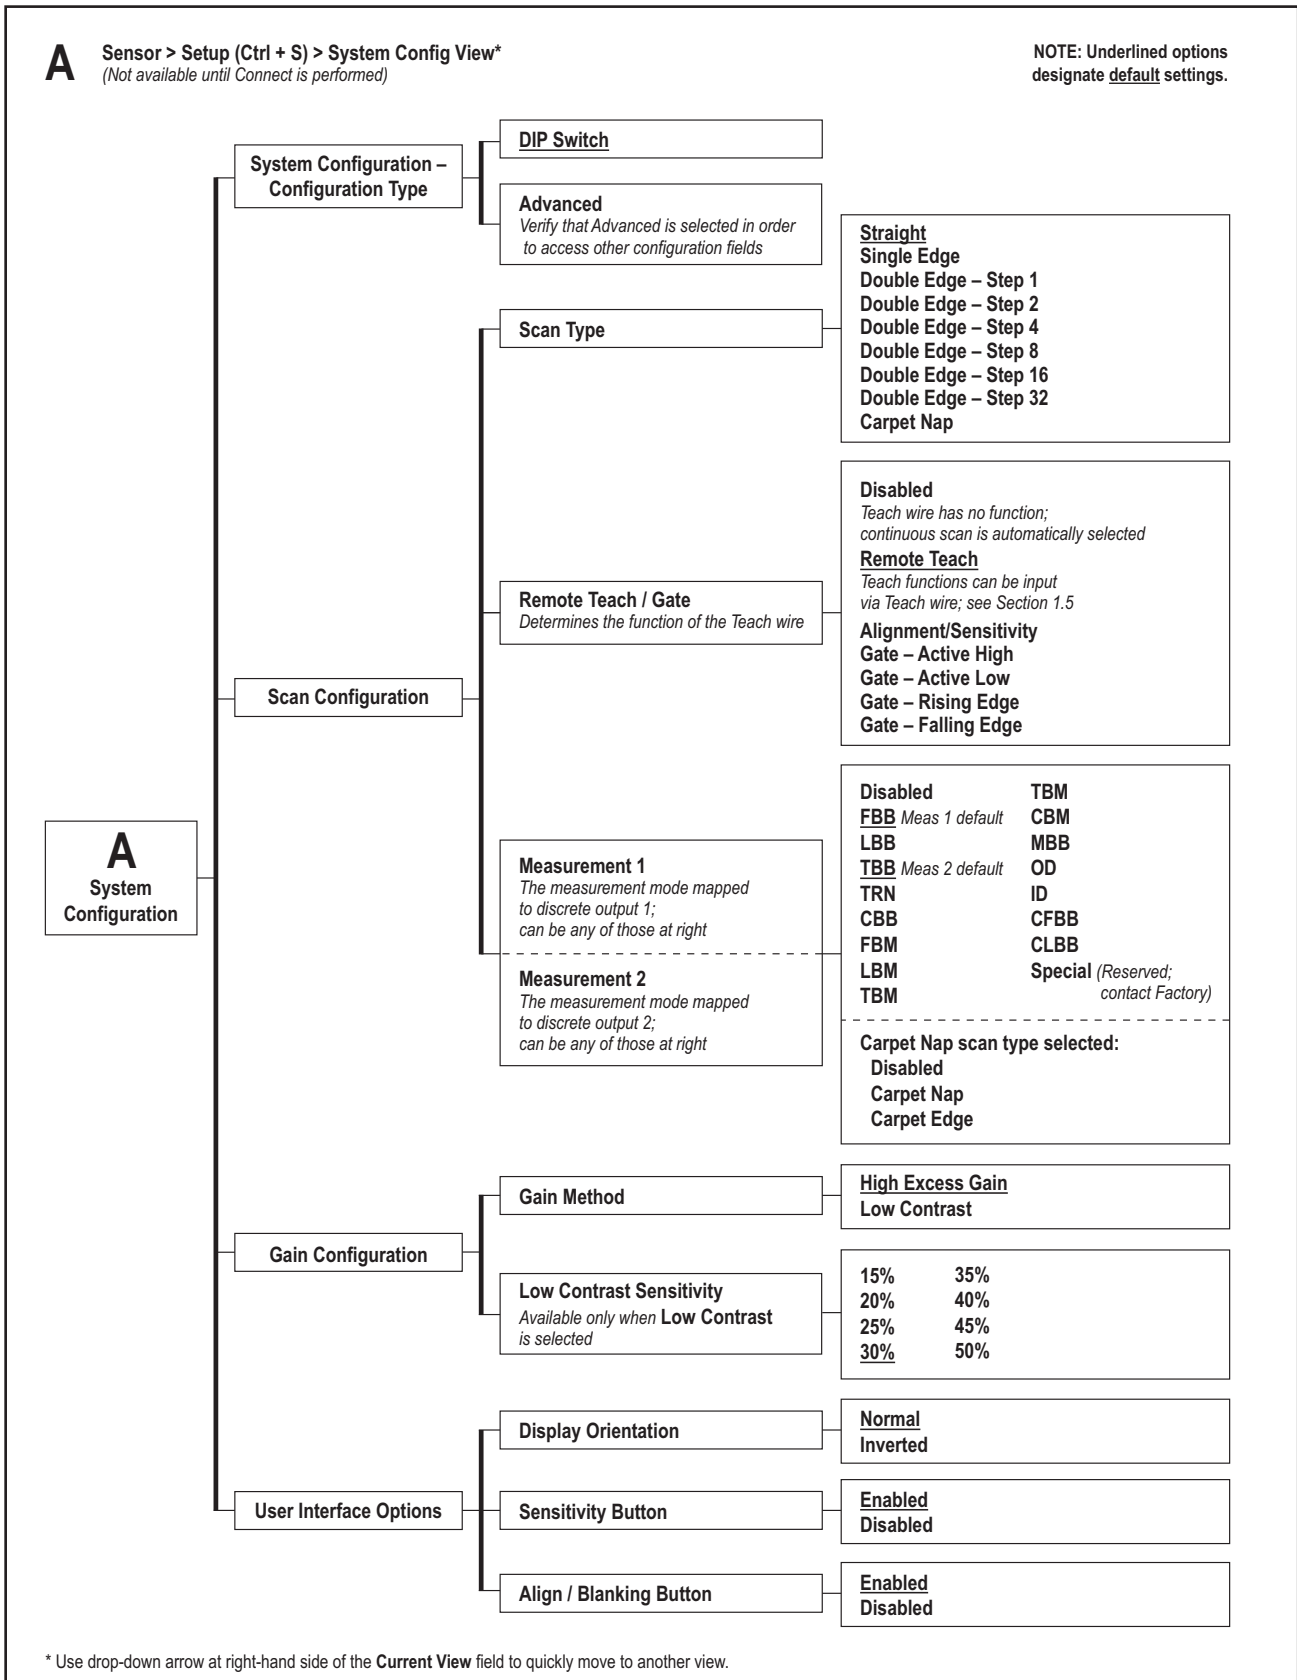 A
Sensor > Setup (Ctrl + S) > System Config View*
(Not available until Connect is performed)
NOTE: Underlined options
designate default settings.
System Configuration –
Configuration Type
DIP Switch
Advanced
Verify that Advanced is selected in order
to access other configuration fields
Scan Type
Straight
Single Edge
Double Edge – Step 1
Double Edge – Step 2
Double Edge – Step 4
Double Edge – Step 8
Double Edge – Step 16
Double Edge – Step 32
Carpet Nap
Remote Teach / Gate
Determines the function of the Teach wire
Disabled
Teach wire has no function;
continuous scan is automatically selected
Remote Teach
Teach functions can be input
via Teach wire; see Section 1.5
Alignment/Sensitivity
Gate – Active High
Gate – Active Low
Gate – Rising Edge
Gate – Falling Edge
Scan Configuration
A
System
Configuration
Measurement 1
The measurement mode mapped
to discrete output 1;
can be any of those at right
Measurement 2
The measurement mode mapped
to discrete output 2;
can be any of those at right
Disabled
FBB Meas 1 default
LBB
TBB Meas 2 default
TRN
CBB
FBM
LBM
TBM
TBM
CBM
MBB
OD
ID
CFBB
CLBB
Special (Reserved;
contact Factory)
Carpet Nap scan type selected:
Disabled
Carpet Nap
Carpet Edge
Gain Configuration
Gain Method
High Excess Gain
Low Contrast
Low Contrast Sensitivity
Available only when Low Contrast
is selected
15% 35%
20% 40%
25% 45%
30% 50%
User Interface Options
Display Orientation
Normal
Inverted
Sensitivity Button
Enabled
Disabled
Align / Blanking Button
Enabled
Disabled
* Use drop-down arrow at right-hand side of the Current View field to quickly move to another view.